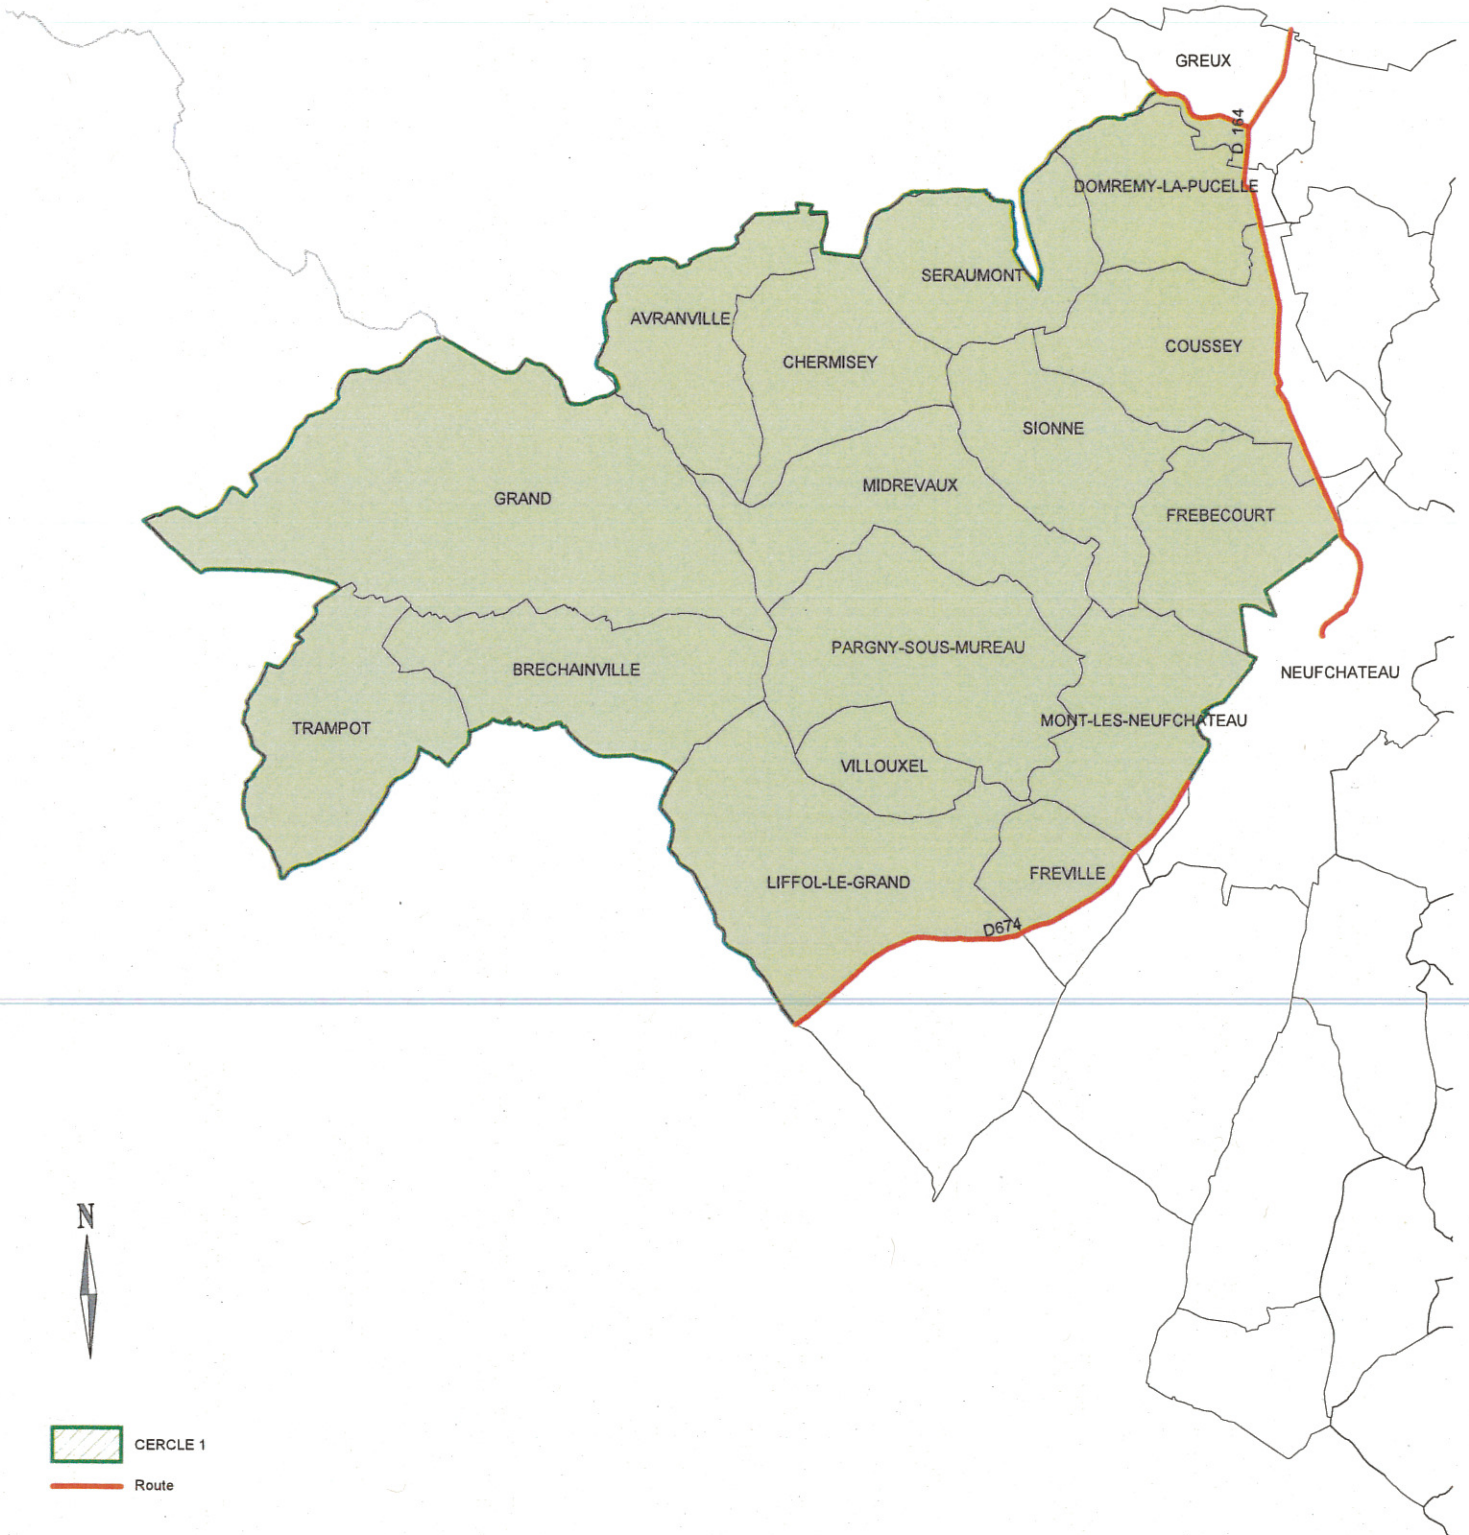 GREUX
D 164
DOMREMY-LA-PUCELLE
SERAUMONT
AVRANVILLE
COUSSEY
CHERMISEY
SIONNE
MIDREVAUX
GRAND
FREBECOURT
PARGNY-SOUS-MUREAU
BRECHAINVILLE
NEUFCHATEAU
MONT-LES-NEUFCHATEAU
TRAMPOT
VILLOUXEL
FREVILLE
LIFFOL-LE-GRAND
D674
N
CERCLE 1
Route